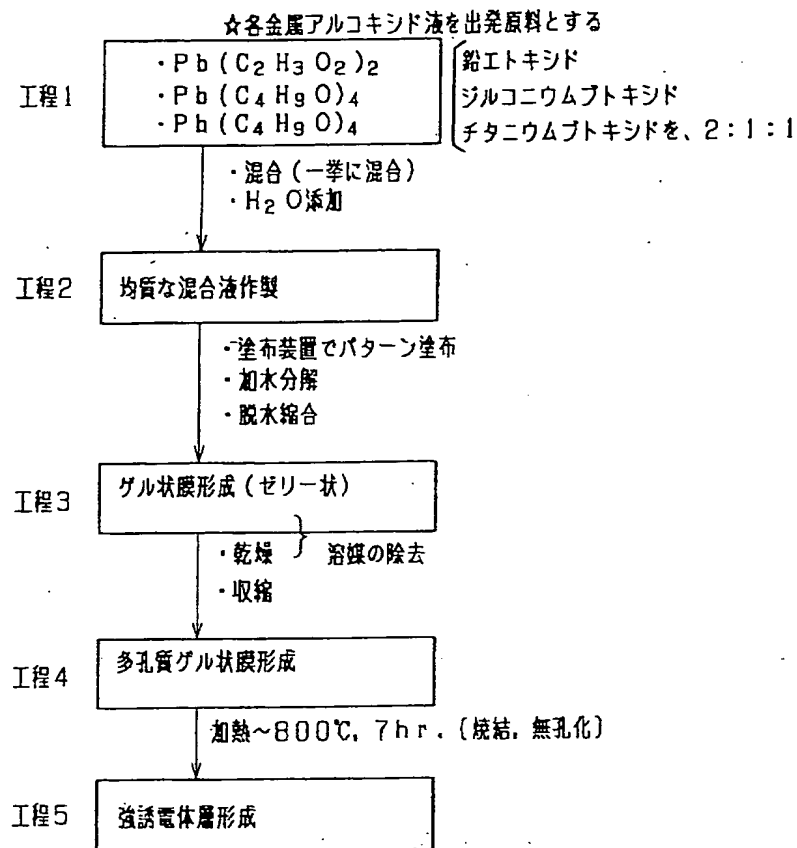 ☆各金属アルコキシド液を出発原料とする
工程1
・Pb(C2H3O2)2
・Pb(C4H9O)4
・Pb(C4H9O)4
鉛エトキシド
ジルコニウムブトキシド
チタニウムブトキシドを、2:1:1
・混合(一挙に混合)
・H2O添加
工程2
均質な混合液作製
・塗布装置でパターン塗布
・加水分解
・脱水縮合
工程3
ゲル状膜形成(ゼリー状)
・乾燥
・収縮
溶媒の除去
工程4
多孔質ゲル状膜形成
加熱~800℃, 7hr. (焼結, 無孔化)
工程5
強誘電体層形成